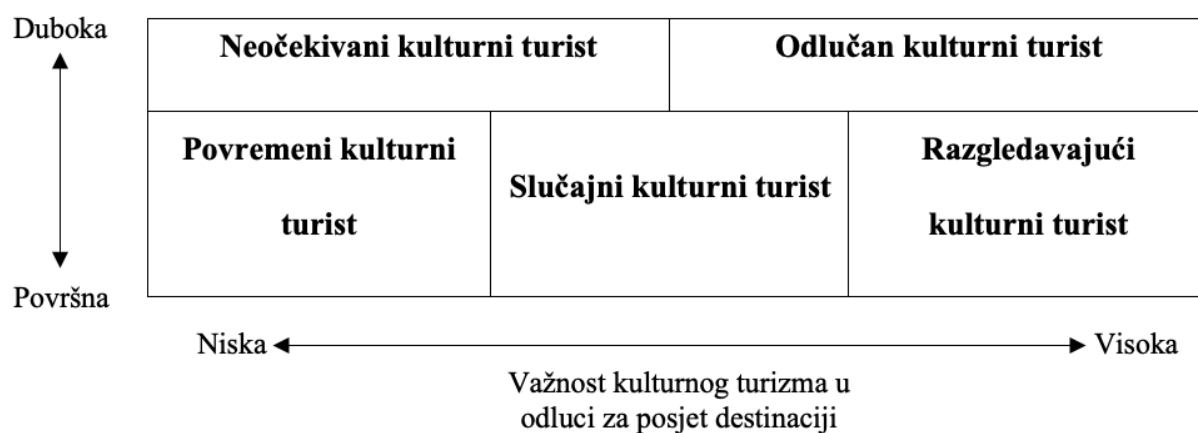 Duboka
Neočekivani kulturni turist
Odlučan kulturni turist
Povremeni kulturni
turist
Slučajni kulturni turist
Razgledavajući
kulturni turist
Površna
Niska
Visoka
Važnost kulturnog turizma u
odluci za posjet destinaciji